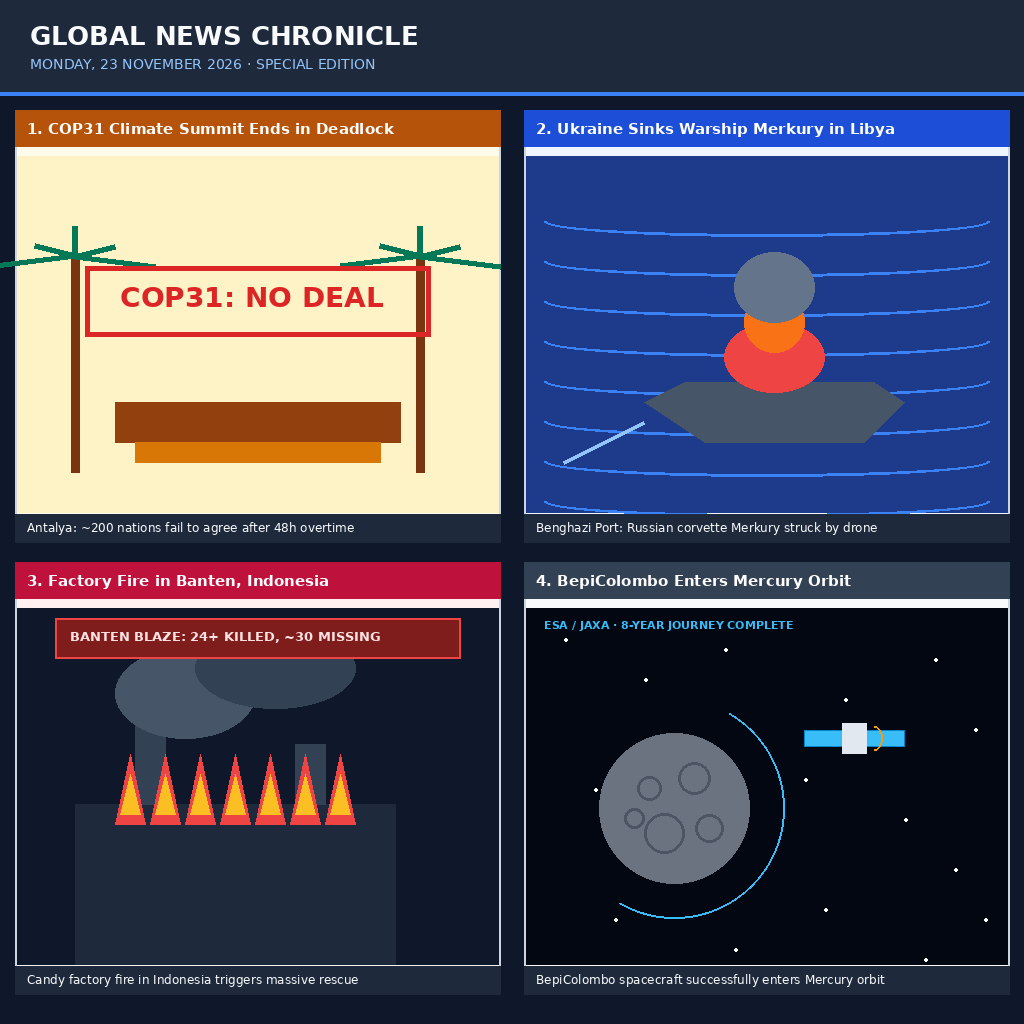 GLOBAL NEWS CHRONICLE
MONDAY, 23 NOVEMBER 2026 · SPECIAL EDITION
1. COP31 Climate Summit Ends in Deadlock
COP31: NO DEAL
Antalya: ~200 nations fail to agree after 48h overtime
2. Ukraine Sinks Warship Merkury in Libya
Benghazi Port: Russian corvette Merkury struck by drone
3. Factory Fire in Banten, Indonesia
BANTEN BLAZE: 24+ KILLED, ~30 MISSING
Candy factory fire in Indonesia triggers massive rescue
4. BepiColombo Enters Mercury Orbit
ESA / JAXA · 8-YEAR JOURNEY COMPLETE
BepiColombo spacecraft successfully enters Mercury orbit